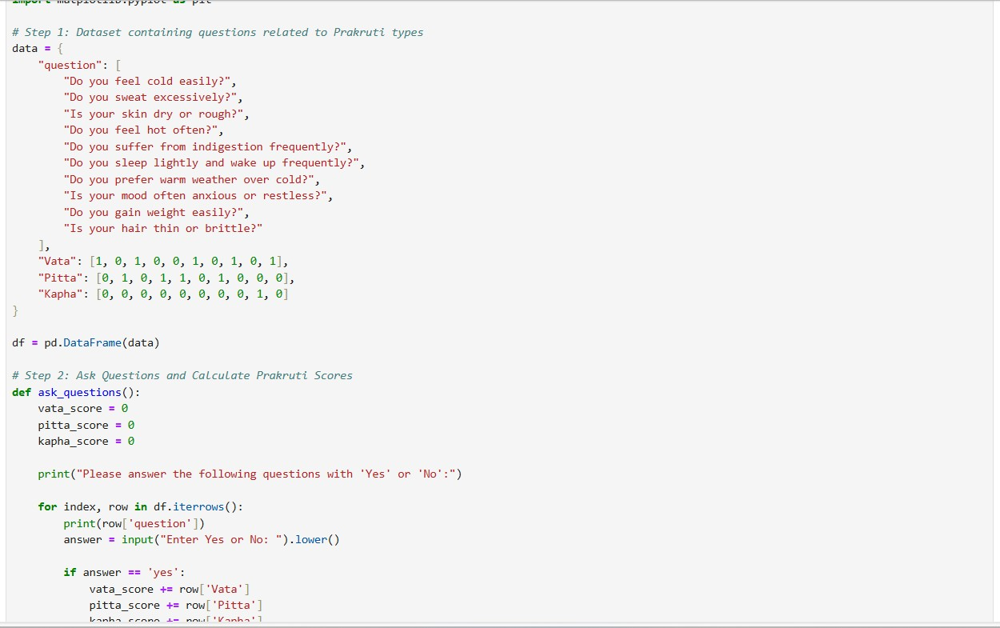 import matplotlib.pyplot as plt
# Step 1: Dataset containing questions related to Prakruti types
data = {
    "question": [
        "Do you feel cold easily?",
        "Do you sweat excessively?",
        "Is your skin dry or rough?",
        "Do you feel hot often?",
        "Do you suffer from indigestion frequently?",
        "Do you sleep lightly and wake up frequently?",
        "Do you prefer warm weather over cold?",
        "Is your mood often anxious or restless?",
        "Do you gain weight easily?",
        "Is your hair thin or brittle?"
    ],
    "Vata": [1, 0, 1, 0, 0, 1, 0, 1, 0, 1],
    "Pitta": [0, 1, 0, 1, 1, 0, 1, 0, 0, 0],
    "Kapha": [0, 0, 0, 0, 0, 0, 0, 0, 1, 0]
}
df = pd.DataFrame(data)
# Step 2: Ask Questions and Calculate Prakruti Scores
def ask_questions():
    vata_score = 0
    pitta_score = 0
    kapha_score = 0
    print("Please answer the following questions with 'Yes' or 'No':")
    for index, row in df.iterrows():
        print(row['question'])
        answer = input("Enter Yes or No: ").lower()
        if answer == 'yes':
            vata_score += row['Vata']
            pitta_score += row['Pitta']
            kapha_score += row['Kapha']